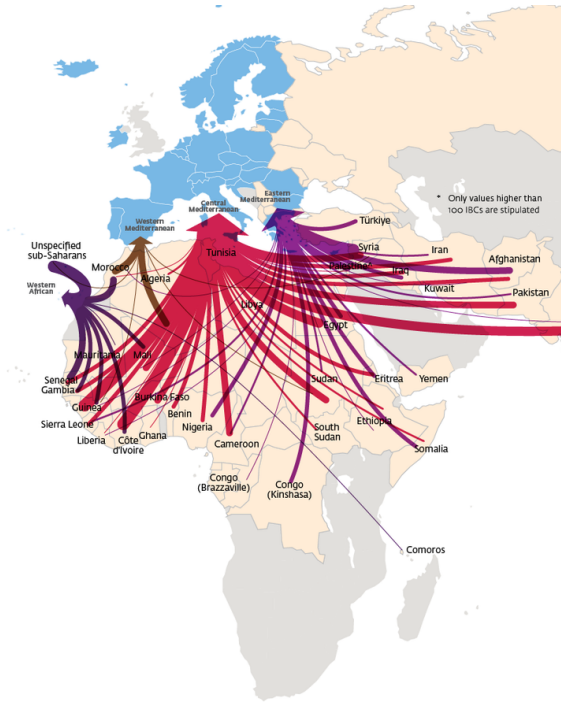 Eastern
Mediterranean
Central
Mediterranean
Western
Mediterranean
* Only values higher than
100 IBCs are stipulated
Türkiye
Unspecified
sub-Saharans
Syria
Iran
Tunisia
Afghanistan
Morocco
Palestine*
Iraq
Algeria
Western
African
Kuwait
Pakistan
Libya
Egypt
Mauritania
Mali
Senegal
Gambia
Sudan
Eritrea
Yemen
Burkina Faso
Guinea
Benin
Sierra Leone
Nigeria
Ethiopia
Liberia
Côte
d'Ivoire
Ghana
South
Sudan
Cameroon
Somalia
Congo
(Brazzaville)
Congo
(Kinshasa)
Comoros